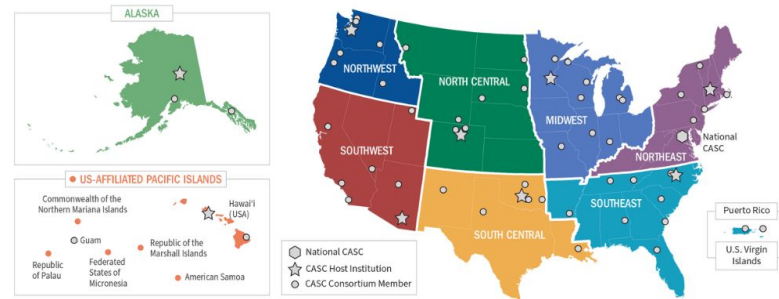 ALASKA
US-AFFILIATED PACIFIC ISLANDS
Commonwealth of the
Northern Mariana Islands
Hawai'i
(USA)
Guam
Republic
of Palau
Federated
States of
Micronesia
Republic of the
Marshall Islands
American Samoa
NORTHWEST
NORTH CENTRAL
MIDWEST
NORTHEAST
National
CASC
SOUTHWEST
SOUTH CENTRAL
SOUTHEAST
Puerto Rico
U.S. Virgin
Islands
National CASC
CASC Host Institution
CASC Consortium Member